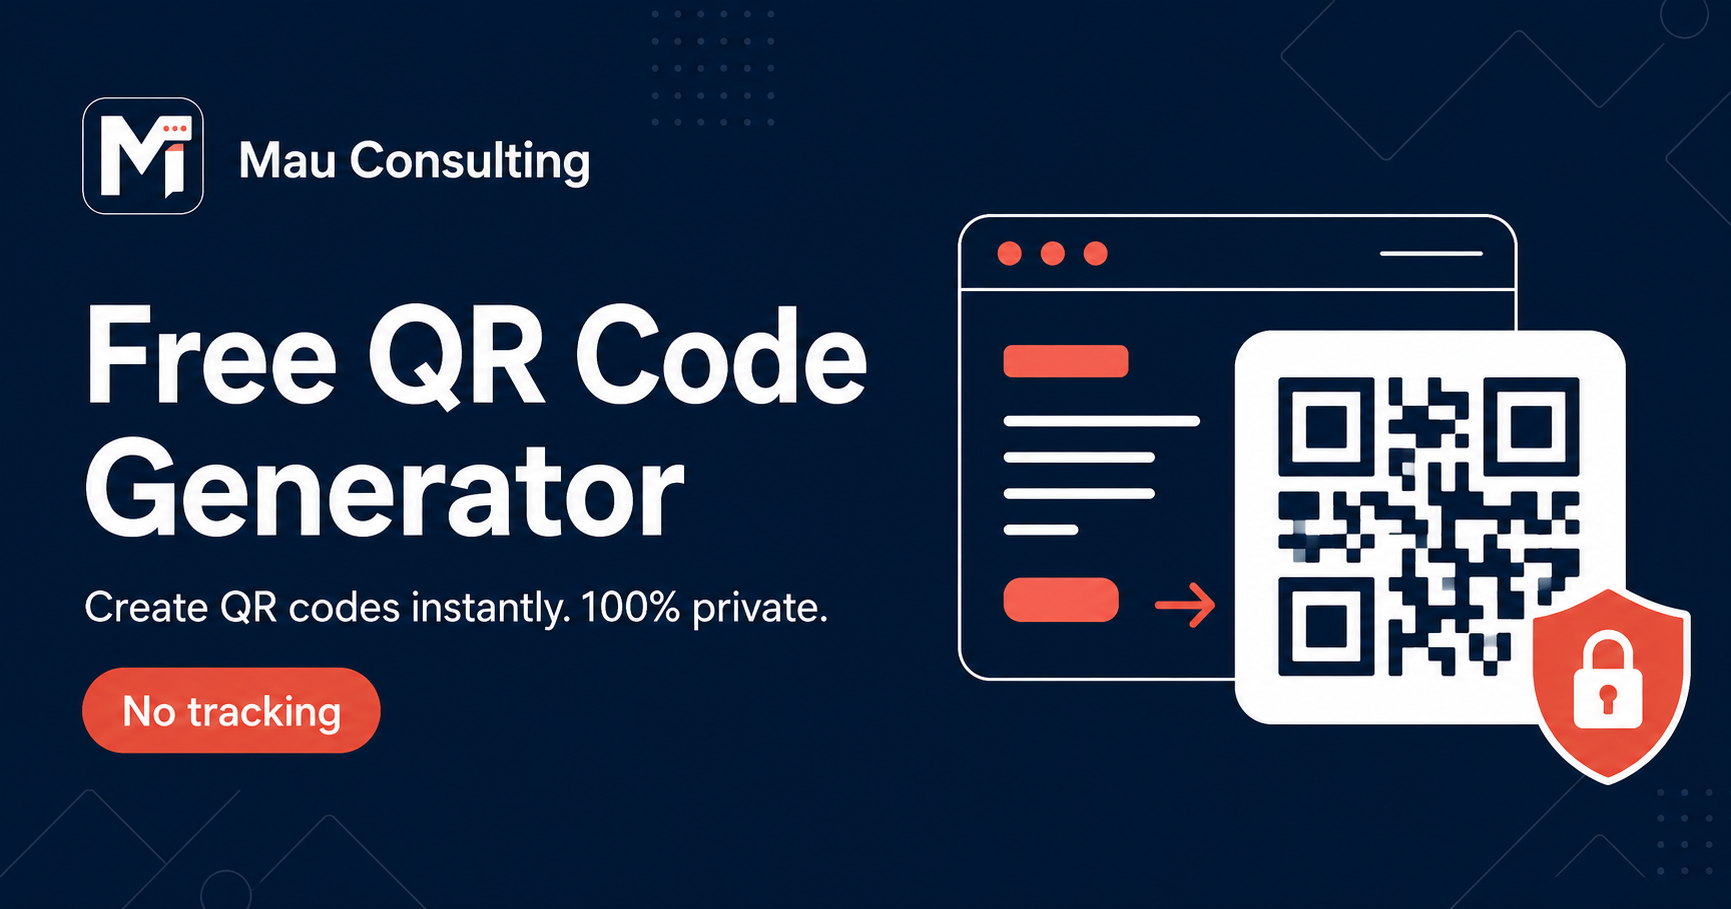 Mau Consulting
Free QR Code
Generator
Create QR codes instantly. 100% private.
No tracking